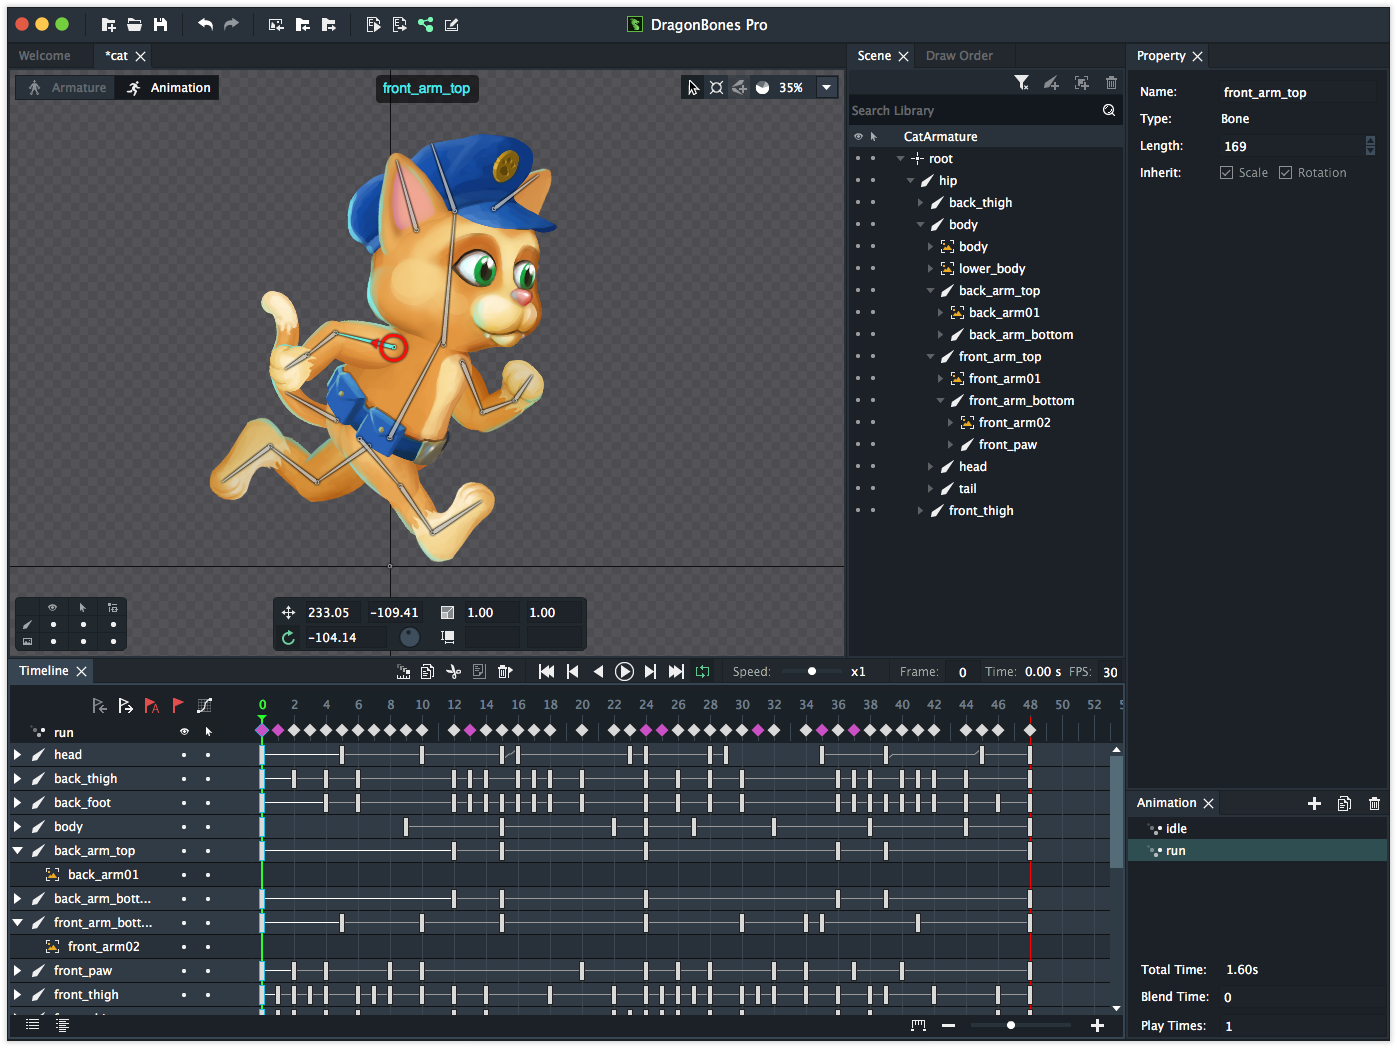 DragonBones Pro
Welcome
*cat
Armature
Animation
front_arm_top
35%
233.05
-109.41
1.00
1.00
-104.14
Scene
Draw Order
Search Library
CatArmature
root
hip
back_thigh
body
body
lower_body
back_arm_top
back_arm01
back_arm_bottom
front_arm_top
front_arm01
front_arm_bottom
front_arm02
front_paw
head
tail
front_thigh
Property
Name: front_arm_top
Type: Bone
Length: 169
Inherit: Scale Rotation
Timeline
Speed: x1 Frame: 0 Time: 0.00 s FPS: 30
A
0 2 4 6 8 10 12 14 16 18 20 22 24 26 28 30 32 34 36 38 40 42 44 46 48 50 52
run
head
back_thigh
back_foot
body
back_arm_top
back_arm01
back_arm_bott...
front_arm_bott...
front_arm02
front_paw
front_thigh
Animation
idle
run
Total Time: 1.60s
Blend Time: 0
Play Times: 1